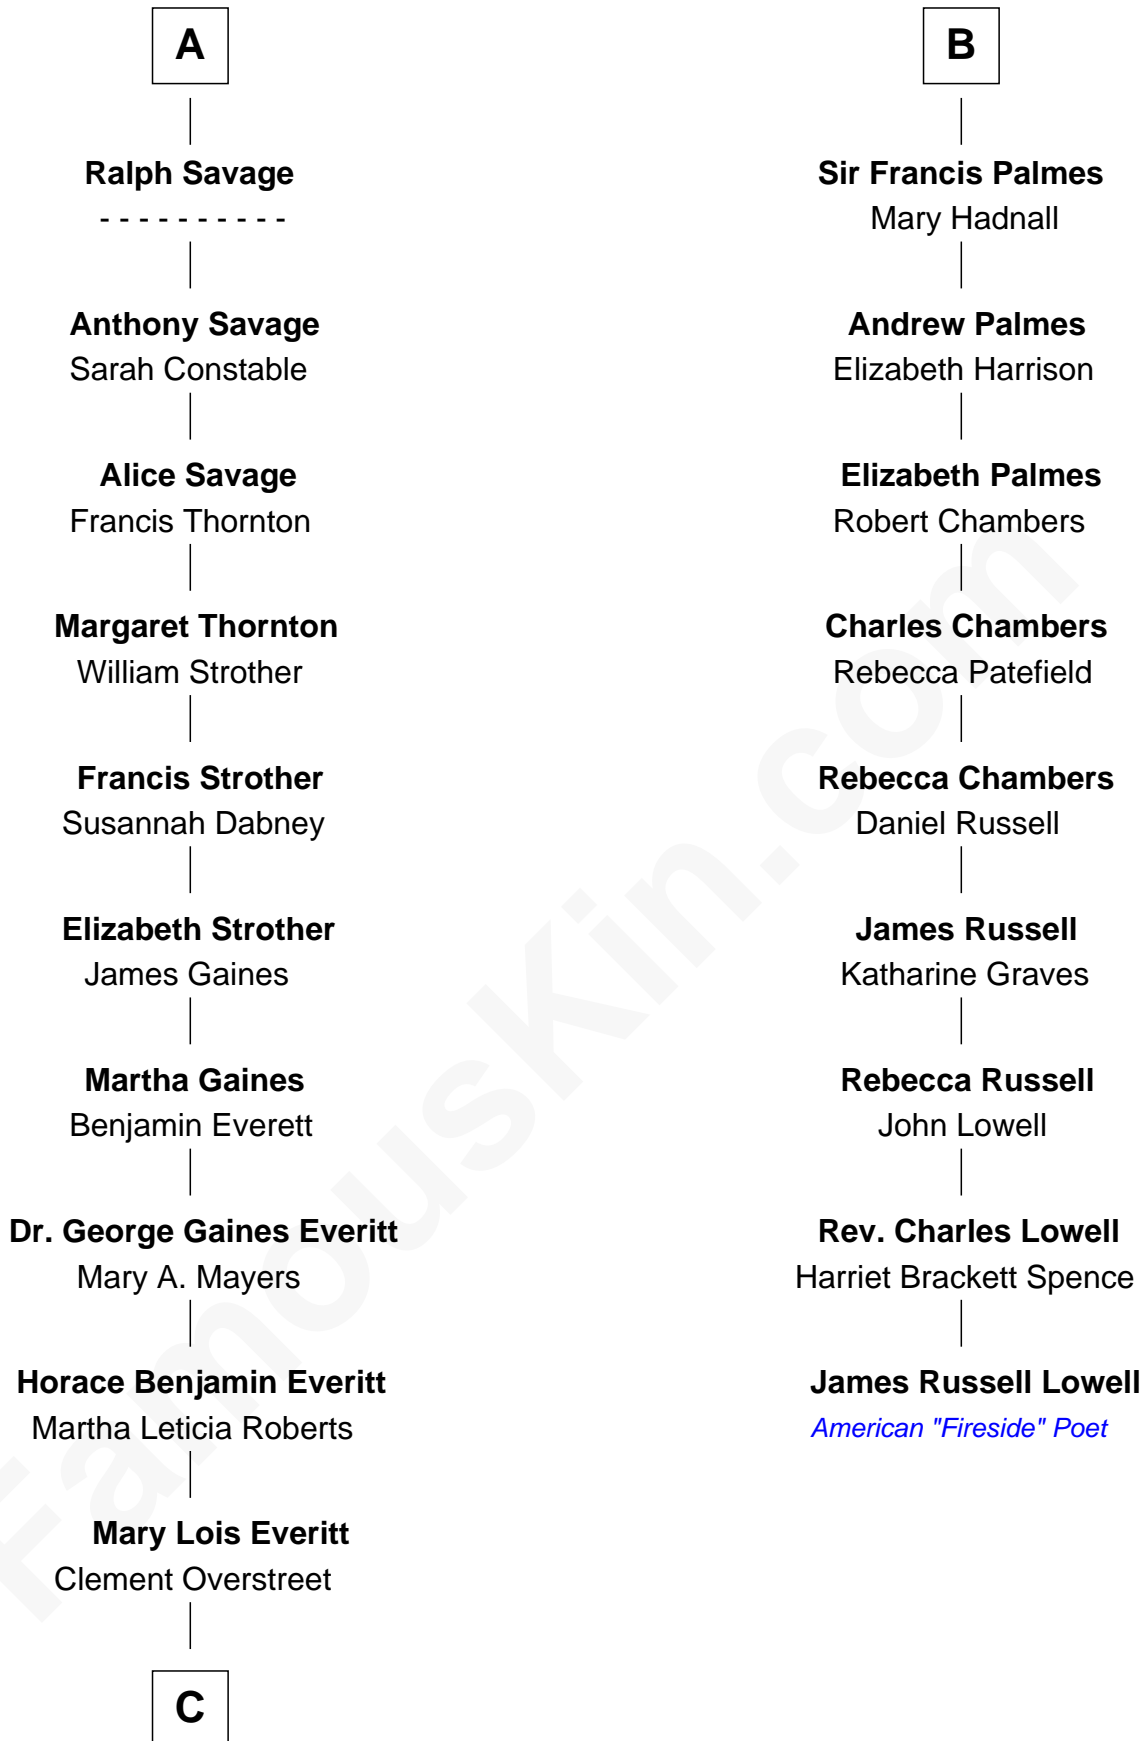 A
Ralph Savage
- - - - - - - - - -
Anthony Savage
Sarah Constable
Alice Savage
Francis Thornton
Margaret Thornton
William Strother
Francis Strother
Susannah Dabney
Elizabeth Strother
James Gaines
Martha Gaines
Benjamin Everett
Dr. George Gaines Everitt
Mary A. Mayers
Horace Benjamin Everitt
Martha Leticia Roberts
Mary Lois Everitt
Clement Overstreet
C
B
Sir Francis Palmes
Mary Hadnall
Andrew Palmes
Elizabeth Harrison
Elizabeth Palmes
Robert Chambers
Charles Chambers
Rebecca Patefield
Rebecca Chambers
Daniel Russell
James Russell
Katharine Graves
Rebecca Russell
John Lowell
Rev. Charles Lowell
Harriet Brackett Spence
James Russell Lowell
American "Fireside" Poet
FamousKin.com